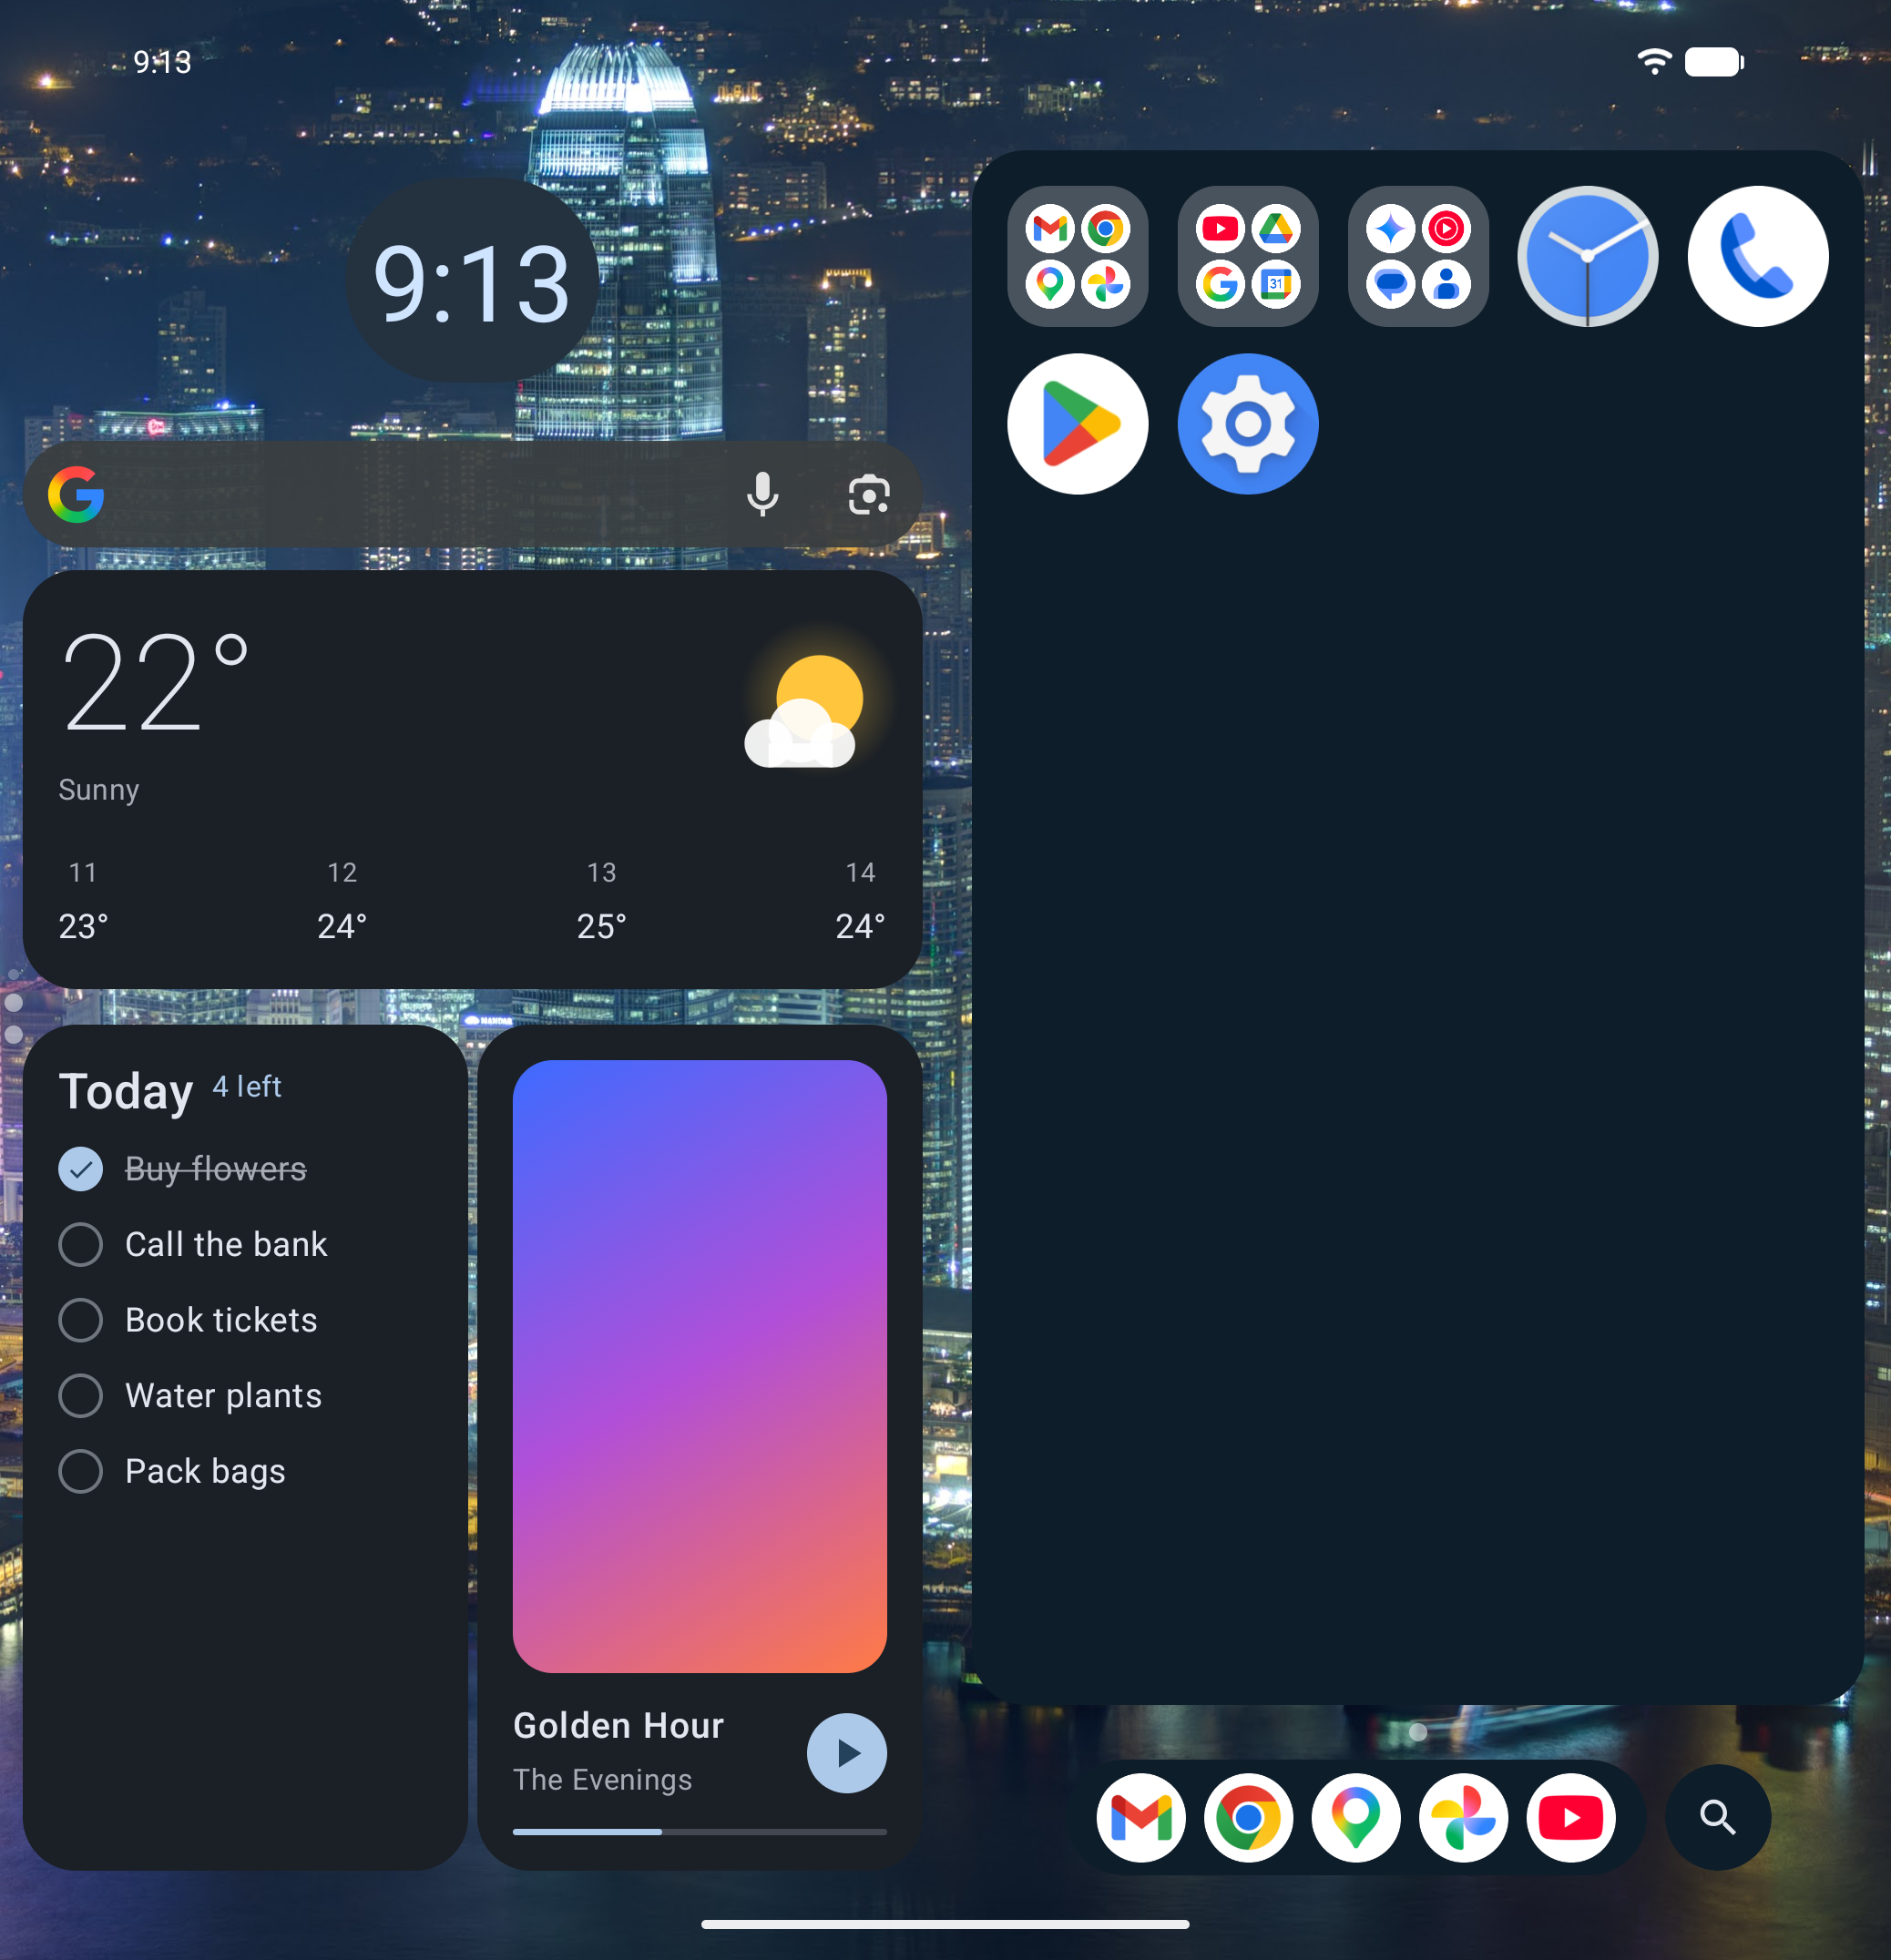 9:13
9:13
22°
Sunny
11 12 13 14
23° 24° 25° 24°
Today 4 left
Buy flowers
Call the bank
Book tickets
Water plants
Pack bags
Golden Hour
The Evenings
31